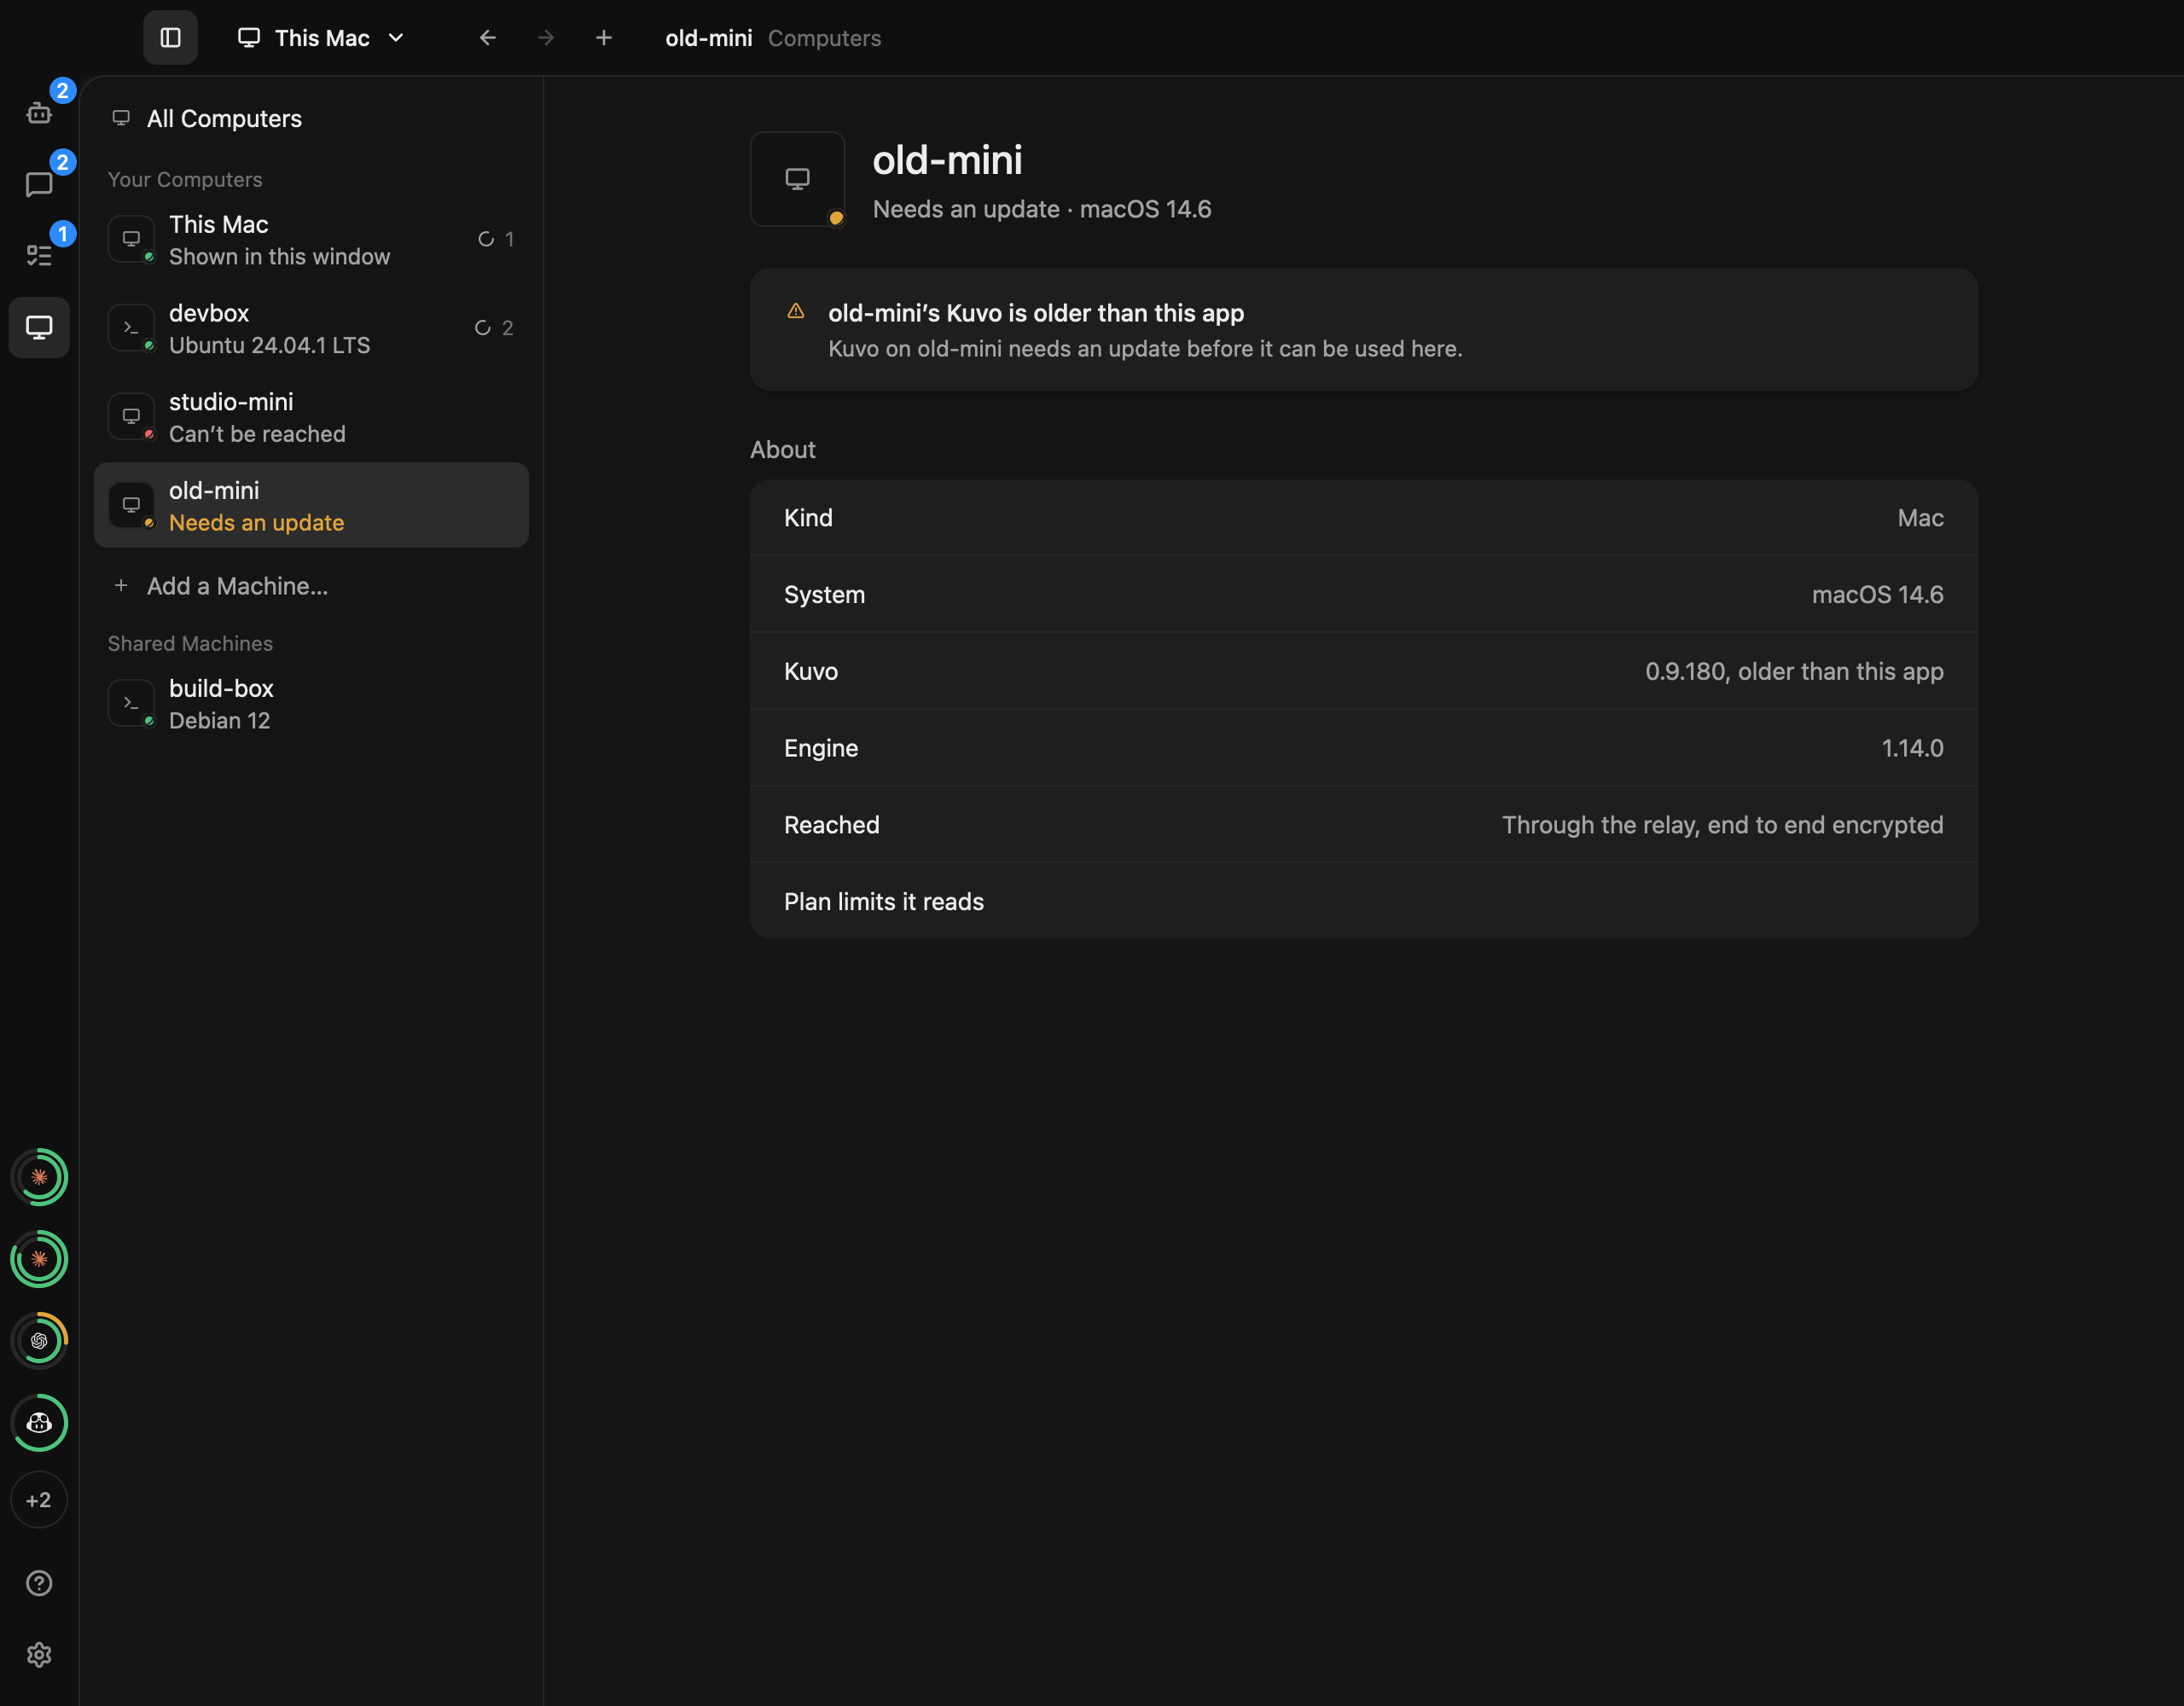 This Mac
old-mini Computers
2
2
1
All Computers
Your Computers
This Mac
Shown in this window
1
devbox
Ubuntu 24.04.1 LTS
2
studio-mini
Can’t be reached
old-mini
Needs an update
+ Add a Machine...
Shared Machines
build-box
Debian 12
+2
old-mini
Needs an update · macOS 14.6
old-mini’s Kuvo is older than this app
Kuvo on old-mini needs an update before it can be used here.
About
Kind Mac
System macOS 14.6
Kuvo 0.9.180, older than this app
Engine 1.14.0
Reached Through the relay, end to end encrypted
Plan limits it reads